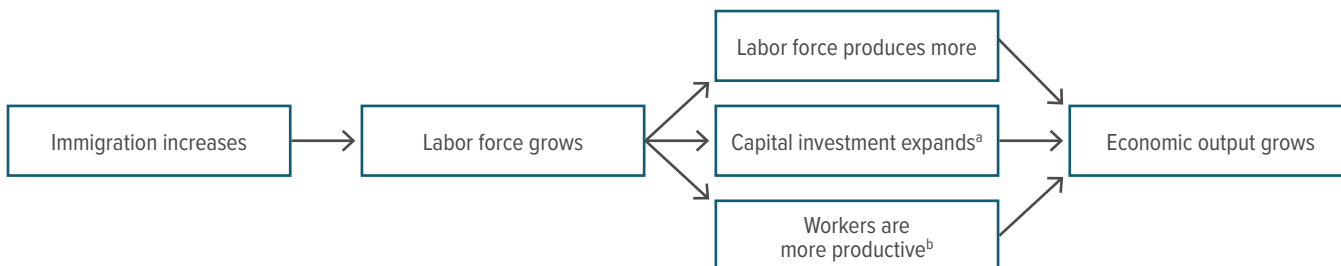 Immigration increases
Labor force grows
Labor force produces more
Capital investment expandsᵃ
Workers are
more productiveᵇ
Economic output grows